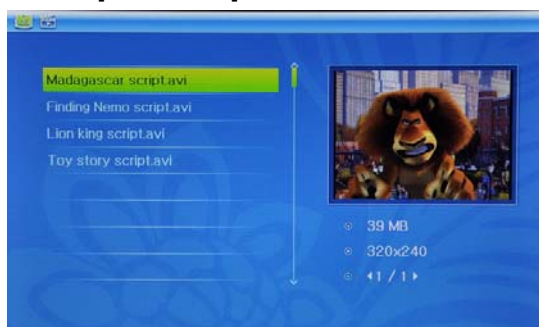 Madagascar script.avi
Finding Nemo script.avi
Lion king script.avi
Toy story script.avi
39 MB
320x240
1 / 1